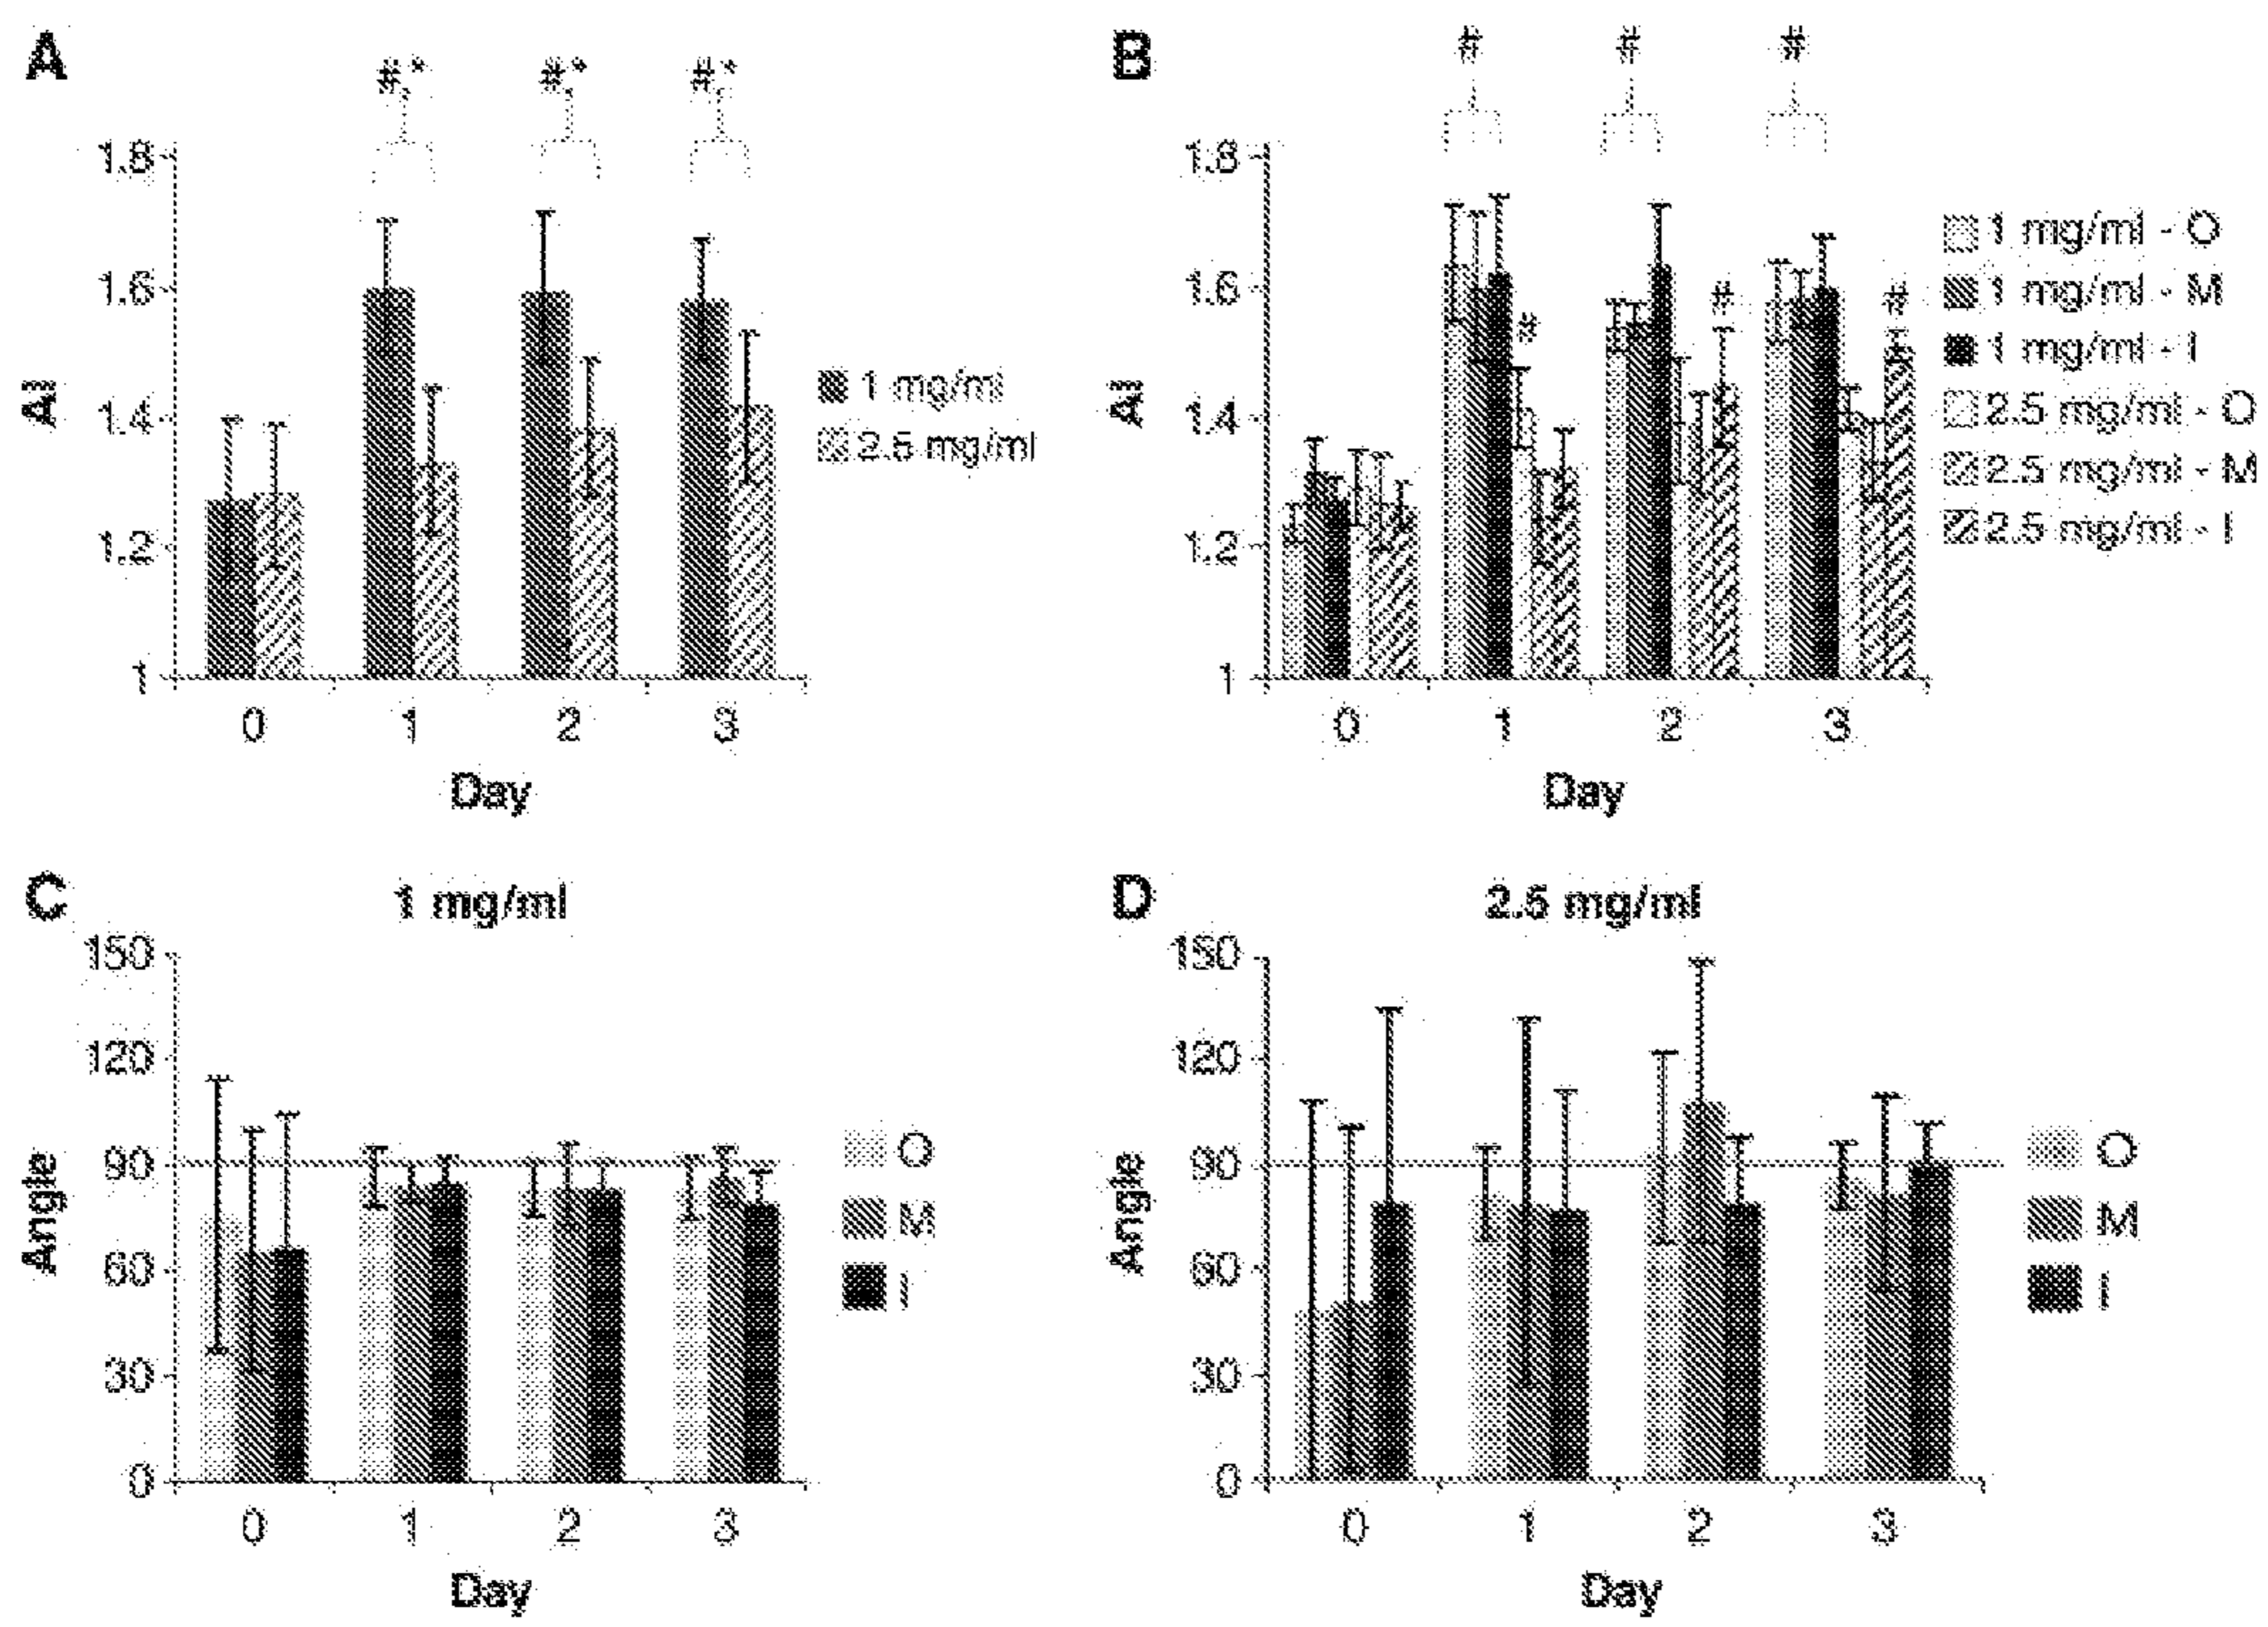 A
#,* #,* #,*
1.8
1.6
1.4
1.2
1
AI
0 1 2 3
Day
1 mg/ml
2.5 mg/ml
B
# # #
# # #
1.8
1.6
1.4
1.2
1
AI
0 1 2 3
Day
1 mg/ml - O
1 mg/ml - M
1 mg/ml - I
2.5 mg/ml - O
2.5 mg/ml - M
2.5 mg/ml - I
C
1 mg/ml
150
120
90
60
30
0
Angle
0 1 2 3
Day
O
M
I
D
2.5 mg/ml
150
120
90
60
30
0
Angle
0 1 2 3
Day
O
M
I